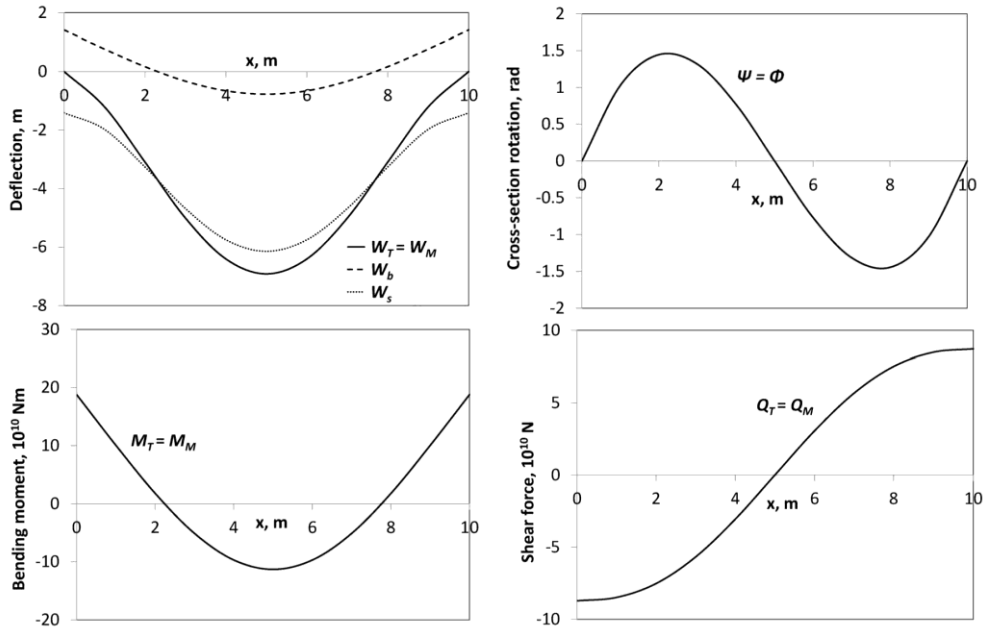 Deflection, m
2
0
-2
-4
-6
-8
x, m
0 2 4 6 8 10
W_T = W_M
W_b
W_s
Cross-section rotation, rad
2
1.5
1
0.5
0
-0.5
-1
-1.5
-2
Ψ = Φ
0 2 4 6 8 10
x, m
Bending moment, 10^10 Nm
30
20
10
0
-10
-20
M_T = M_M
x, m
0 2 4 6 8 10
Shear force, 10^10 N
10
5
0
-5
-10
Q_T = Q_M
0 2 4 6 8 10
x, m